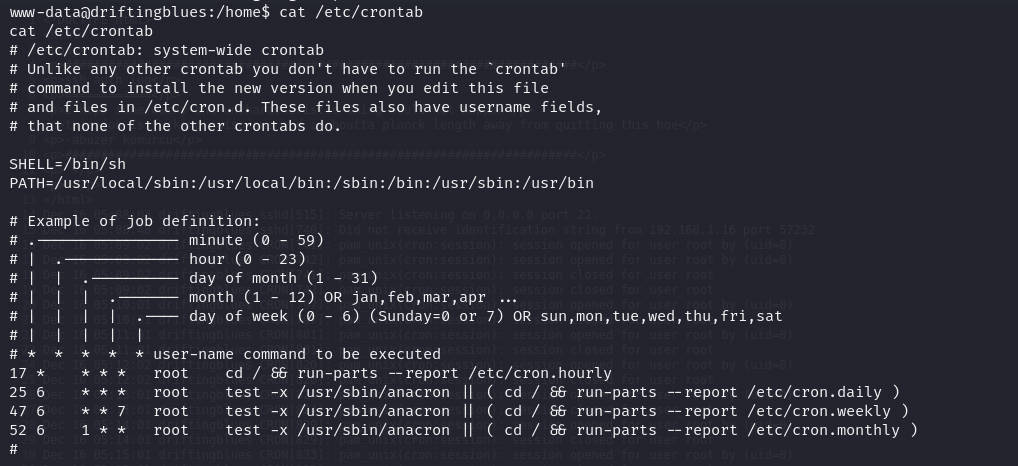 www-data@driftingblues:/home$ cat /etc/crontab
cat /etc/crontab
# /etc/crontab: system-wide crontab
# Unlike any other crontab you don't have to run the `crontab'
# command to install the new version when you edit this file
# and files in /etc/cron.d. These files also have username fields,
# that none of the other crontabs do.

SHELL=/bin/sh
PATH=/usr/local/sbin:/usr/local/bin:/sbin:/bin:/usr/sbin:/usr/bin

# Example of job definition:
# .---------------- minute (0 - 59)
# |  .------------- hour (0 - 23)
# |  |  .---------- day of month (1 - 31)
# |  |  |  .------- month (1 - 12) OR jan,feb,mar,apr ...
# |  |  |  |  .---- day of week (0 - 6) (Sunday=0 or 7) OR sun,mon,tue,wed,thu,fri,sat
# |  |  |  |  |
# *  *  *  *  * user-name command to be executed
17 *    * * *   root    cd / && run-parts --report /etc/cron.hourly
25 6    * * *   root    test -x /usr/sbin/anacron || ( cd / && run-parts --report /etc/cron.daily )
47 6    * * 7   root    test -x /usr/sbin/anacron || ( cd / && run-parts --report /etc/cron.weekly )
52 6    1 * *   root    test -x /usr/sbin/anacron || ( cd / && run-parts --report /etc/cron.monthly )
#